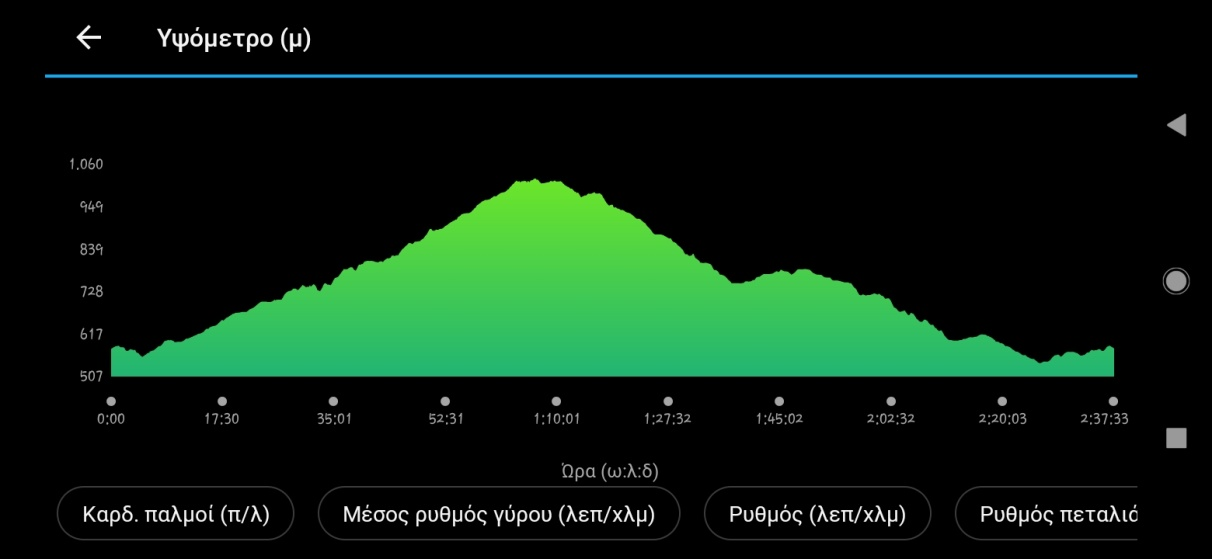 Υψόμετρο (μ)
1.060
949
839
728
617
507
0:00 17:30 35:01 52:31 1:10:01 1:27:32 1:45:02 2:02:32 2:20:03 2:37:33
Ώρα (ω:λ:δ)
Καρδ. παλμοί (π/λ) Μέσος ρυθμός γύρου (λεπ/χλμ) Ρυθμός (λεπ/χλμ) Ρυθμός πεταλιό